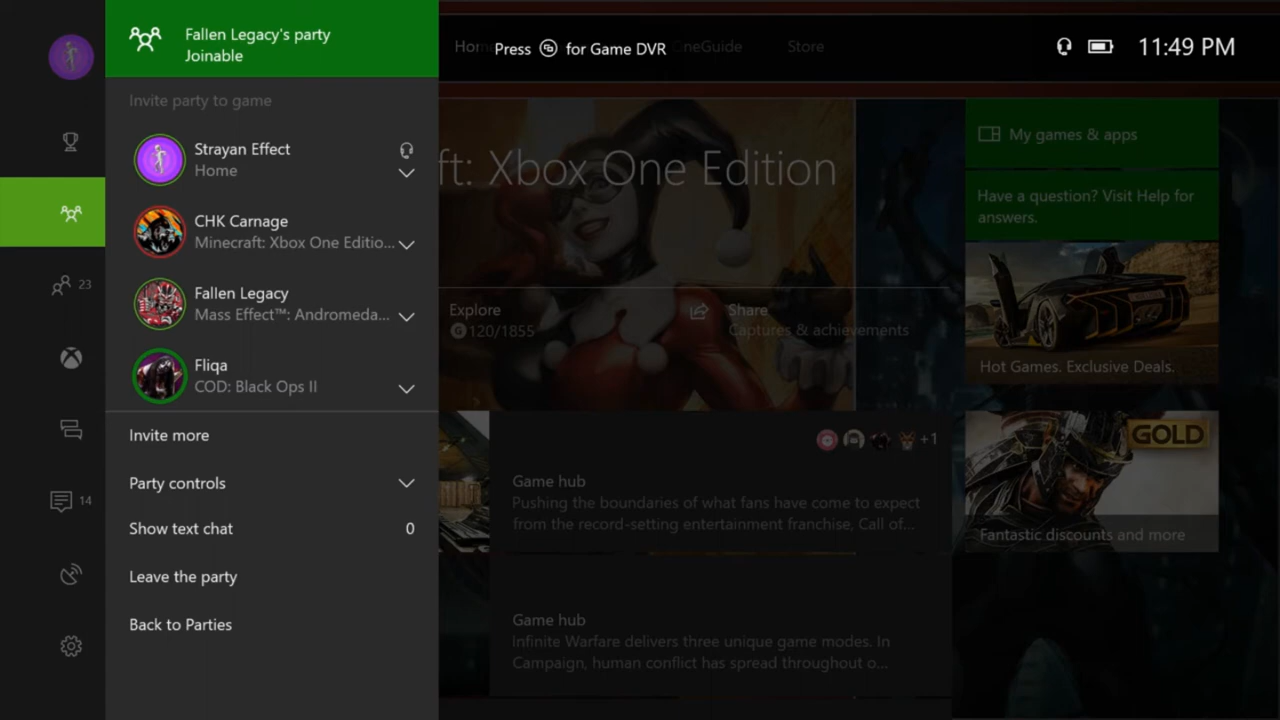 Fallen Legacy's party
Joinable
Invite party to game
Strayan Effect
Home
CHK Carnage
Minecraft: Xbox One Editio...
Fallen Legacy
Mass Effect™: Andromeda...
Fliqa
COD: Black Ops II
Invite more
Party controls
Show text chat 0
Leave the party
Back to Parties
23
14
Hom
Press for Game DVR
neGuide
Store
11:49 PM
ft: Xbox One Edition
Explore
G 120/1855
Share
Captures & achievements
Game hub
Pushing the boundaries of what fans have come to expect
from the record-setting entertainment franchise, Call of...
+1
Game hub
Infinite Warfare delivers three unique game modes. In
Campaign, human conflict has spread throughout o...
My games & apps
Have a question? Visit Help for
answers.
Hot Games. Exclusive Deals.
GOLD
Fantastic discounts and more